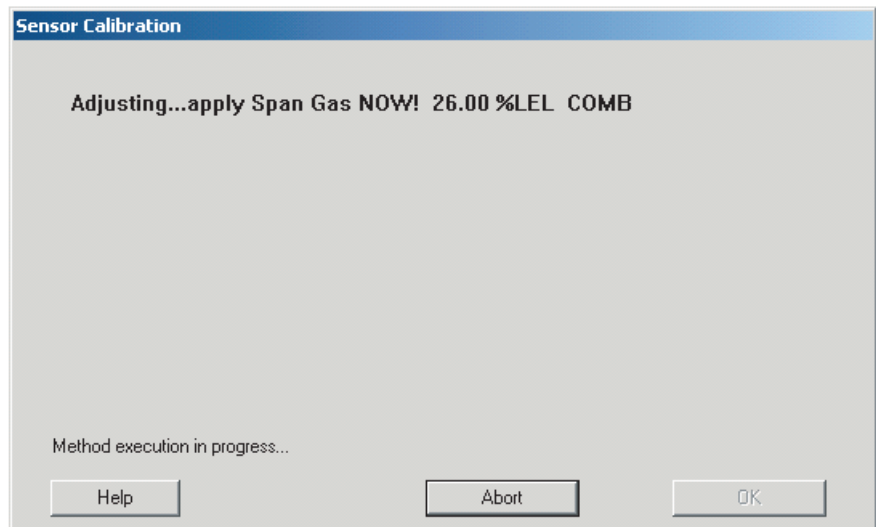 Sensor Calibration
Adjusting...apply Span Gas NOW! 26.00 %LEL COMB
Method execution in progress...
Help Abort OK